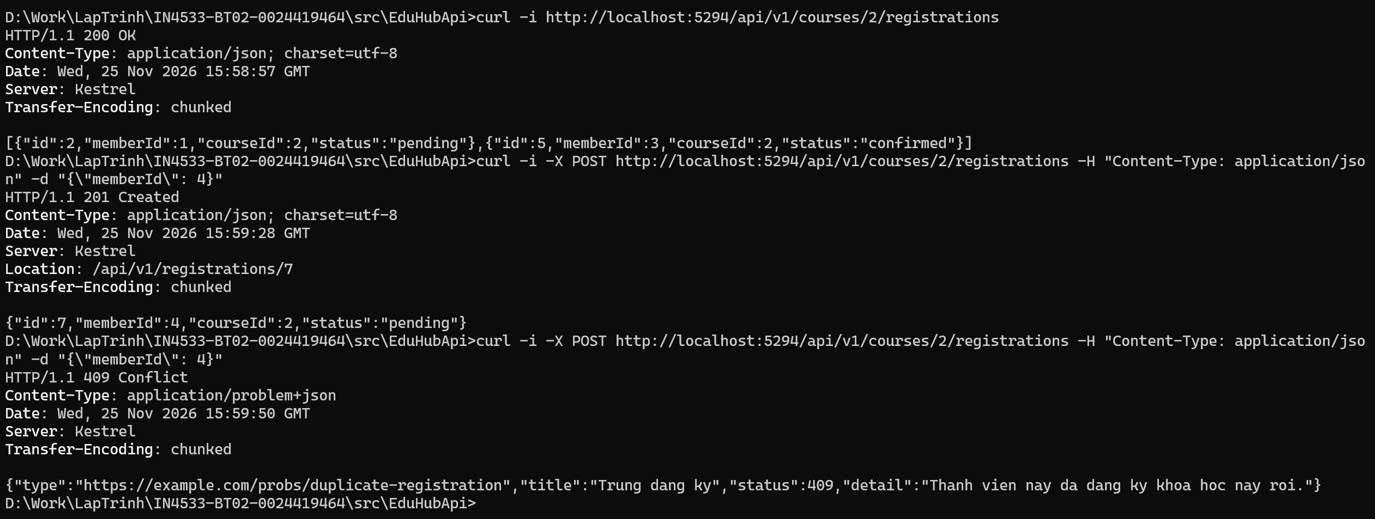 D:\Work\LapTrinh\IN4533-BT02-0024419464\src\EduHubApi>curl -i http://localhost:5294/api/v1/courses/2/registrations
HTTP/1.1 200 OK
Content-Type: application/json; charset=utf-8
Date: Wed, 25 Nov 2026 15:58:57 GMT
Server: Kestrel
Transfer-Encoding: chunked

[{"id":2,"memberId":1,"courseId":2,"status":"pending"},{"id":5,"memberId":3,"courseId":2,"status":"confirmed"}]
D:\Work\LapTrinh\IN4533-BT02-0024419464\src\EduHubApi>curl -i -X POST http://localhost:5294/api/v1/courses/2/registrations -H "Content-Type: application/jso
n" -d "{\"memberId\": 4}"
HTTP/1.1 201 Created
Content-Type: application/json; charset=utf-8
Date: Wed, 25 Nov 2026 15:59:28 GMT
Server: Kestrel
Location: /api/v1/registrations/7
Transfer-Encoding: chunked

{"id":7,"memberId":4,"courseId":2,"status":"pending"}
D:\Work\LapTrinh\IN4533-BT02-0024419464\src\EduHubApi>curl -i -X POST http://localhost:5294/api/v1/courses/2/registrations -H "Content-Type: application/jso
n" -d "{\"memberId\": 4}"
HTTP/1.1 409 Conflict
Content-Type: application/problem+json
Date: Wed, 25 Nov 2026 15:59:50 GMT
Server: Kestrel
Transfer-Encoding: chunked

{"type":"https://example.com/probs/duplicate-registration","title":"Trung dang ky","status":409,"detail":"Thanh vien nay da dang ky khoa hoc nay roi."}
D:\Work\LapTrinh\IN4533-BT02-0024419464\src\EduHubApi>